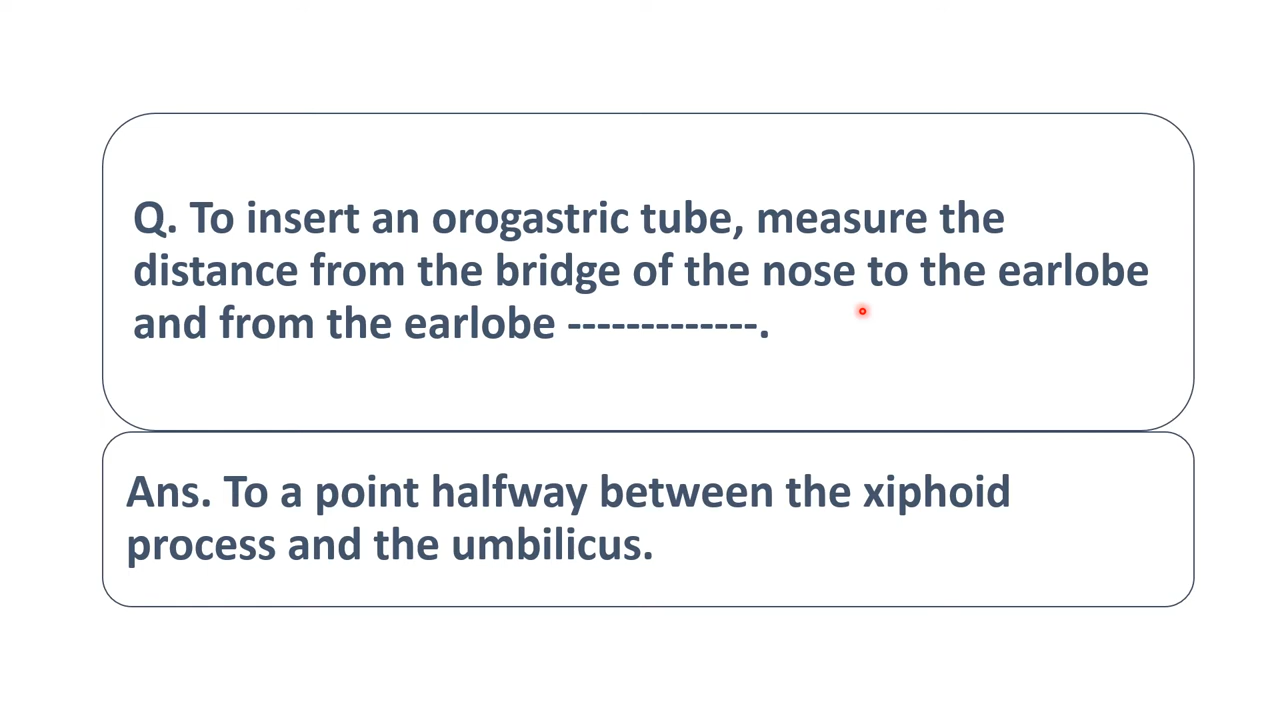 Q. To insert an orogastric tube, measure the
distance from the bridge of the nose to the earlobe
and from the earlobe -------------.
Ans. To a point halfway between the xiphoid
process and the umbilicus.